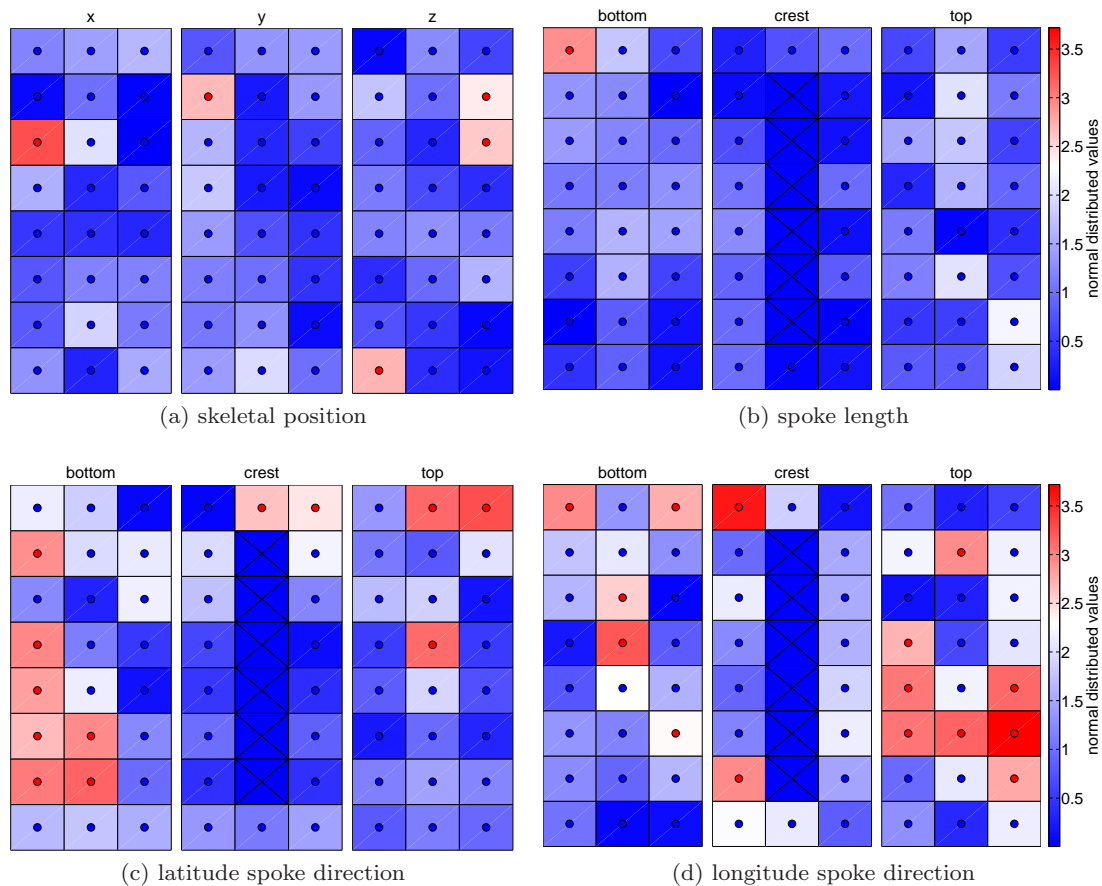 x y z
bottom crest top
3.5
3
2.5
2
1.5
1
0.5
normal distributed values
(a) skeletal position
(b) spoke length
bottom crest top
bottom crest top
3.5
3
2.5
2
1.5
1
0.5
normal distributed values
(c) latitude spoke direction
(d) longitude spoke direction